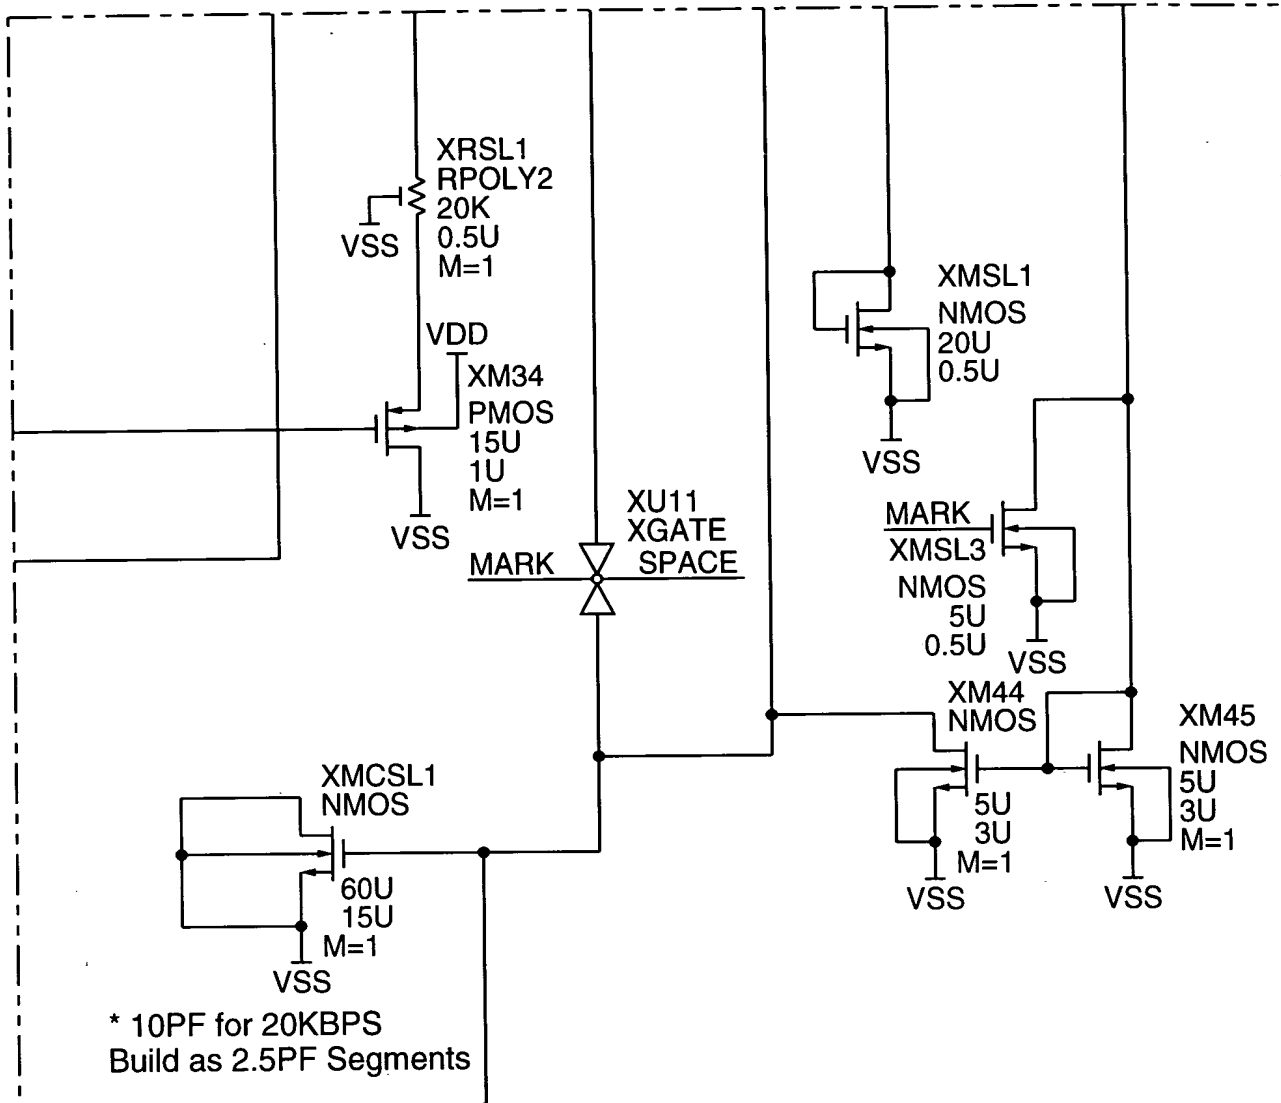 XRSL1
RPOLY2
20K
0.5U
M=1
VSS
VDD
XM34
PMOS
15U
1U
M=1
VSS
XU11
XGATE
MARK
SPACE
XMSL1
NMOS
20U
0.5U
VSS
MARK
XMSL3
NMOS
5U
0.5U
VSS
XM44
NMOS
5U
3U
M=1
VSS
XM45
NMOS
5U
3U
M=1
VSS
XMCSL1
NMOS
60U
15U
M=1
VSS
* 10PF for 20KBPS
Build as 2.5PF Segments